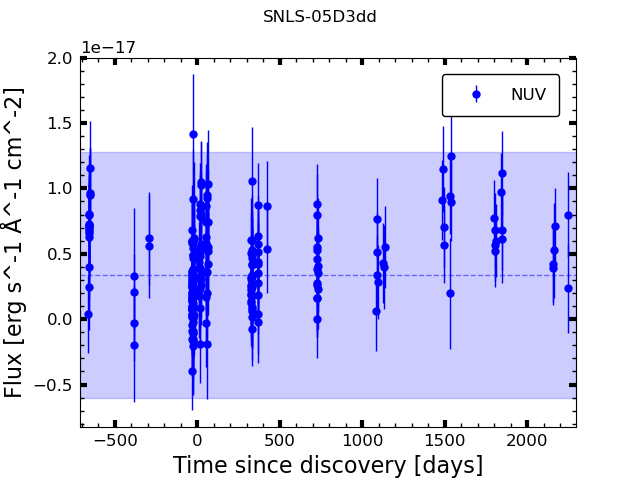 SNLS-05D3dd
1e−17
2.0
1.5
1.0
0.5
0.0
−0.5
NUV
−500 0 500 1000 1500 2000
Time since discovery [days]
Flux [erg s^-1 Å^-1 cm^-2]